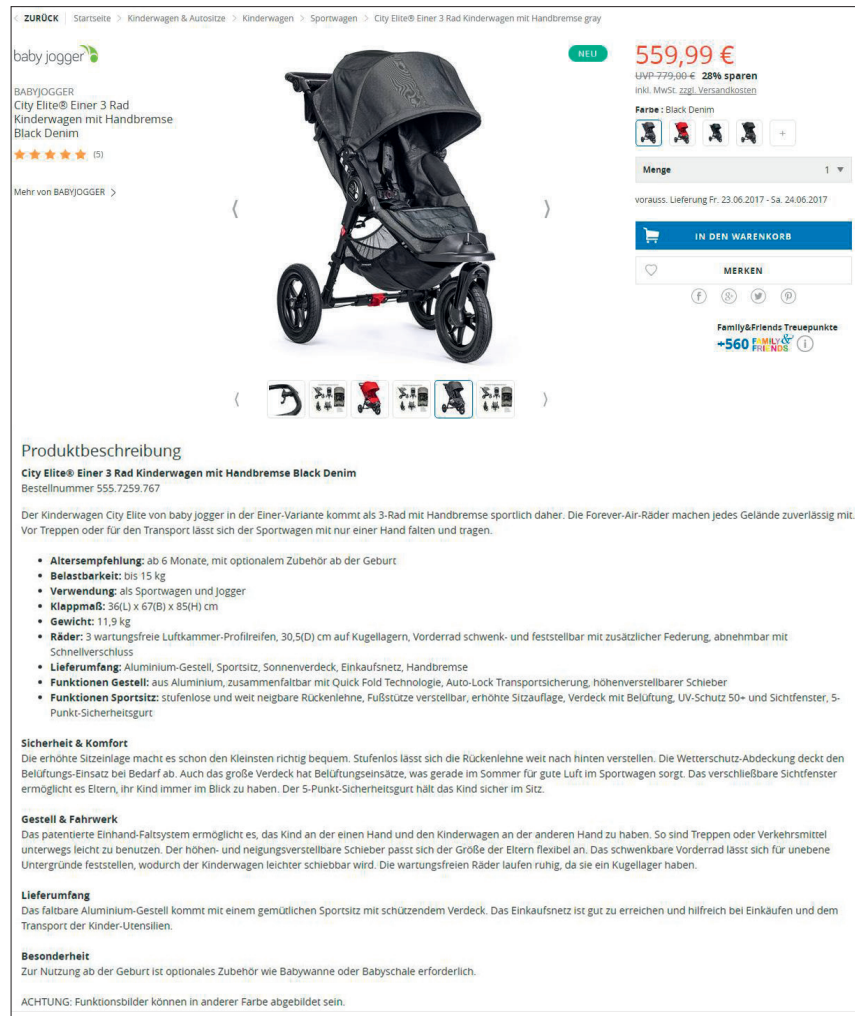 ZURÜCK | Startseite > Kinderwagen & Autositze > Kinderwagen > Sportwagen > City Elite® Einer 3 Rad Kinderwagen mit Handbremse gray
baby jogger
BABYJOGGER
City Elite® Einer 3 Rad
Kinderwagen mit Handbremse
Black Denim
(5)
Mehr von BABYJOGGER >
NEU
559,99 €
UVP 779,00 € 28% sparen
inkl. MwSt. zzgl. Versandkosten
Farbe : Black Denim
+
Menge 1
vorauss. Lieferung Fr. 23.06.2017 - Sa. 24.06.2017
IN DEN WARENKORB
MERKEN
Family&Friends Treuepunkte
+560 FAMILY & FRIENDS i
Produktbeschreibung
City Elite® Einer 3 Rad Kinderwagen mit Handbremse Black Denim
Bestellnummer 555.7259.767
Der Kinderwagen City Elite von baby jogger in der Einer-Variante kommt als 3-Rad mit Handbremse sportlich daher. Die Forever-Air-Räder machen jedes Gelände zuverlässig mit.
Vor Treppen oder für den Transport lässt sich der Sportwagen mit nur einer Hand falten und tragen.
• Altersempfehlung: ab 6 Monate, mit optionalem Zubehör ab der Geburt
• Belastbarkeit: bis 15 kg
• Verwendung: als Sportwagen und Jogger
• Klappmaß: 36(L) x 67(B) x 85(H) cm
• Gewicht: 11,9 kg
• Räder: 3 wartungsfreie Luftkammer-Profilreifen, 30,5(D) cm auf Kugellagern, Vorderrad schwenk- und feststellbar mit zusätzlicher Federung, abnehmbar mit
Schnellverschluss
• Lieferumfang: Aluminium-Gestell, Sportsitz, Sonnenverdeck, Einkaufsnetz, Handbremse
• Funktionen Gestell: aus Aluminium, zusammenfaltbar mit Quick Fold Technologie, Auto-Lock Transportsicherung, höhenverstellbarer Schieber
• Funktionen Sportsitz: stufenlose und weit neigbare Rückenlehne, Fußstütze verstellbar, erhöhte Sitzauflage, Verdeck mit Belüftung, UV-Schutz 50+ und Sichtfenster, 5-
Punkt-Sicherheitsgurt
Sicherheit & Komfort
Die erhöhte Sitzeinlage macht es schon den Kleinsten richtig bequem. Stufenlos lässt sich die Rückenlehne weit nach hinten verstellen. Die Wetterschutz-Abdeckung deckt den
Belüftungs-Einsatz bei Bedarf ab. Auch das große Verdeck hat Belüftungseinsätze, was gerade im Sommer für gute Luft im Sportwagen sorgt. Das verschließbare Sichtfenster
ermöglicht es Eltern, ihr Kind immer im Blick zu haben. Der 5-Punkt-Sicherheitsgurt hält das Kind sicher im Sitz.
Gestell & Fahrwerk
Das patentierte Einhand-Faltsystem ermöglicht es, das Kind an der einen Hand und den Kinderwagen an der anderen Hand zu haben. So sind Treppen oder Verkehrsmittel
unterwegs leicht zu benutzen. Der höhen- und neigungsverstellbare Schieber passt sich der Größe der Eltern flexibel an. Das schwenkbare Vorderrad lässt sich für unebene
Untergründe feststellen, wodurch der Kinderwagen leichter schiebbar wird. Die wartungsfreien Räder laufen ruhig, da sie ein Kugellager haben.
Lieferumfang
Das faltbare Aluminium-Gestell kommt mit einem gemütlichen Sportsitz mit schützendem Verdeck. Das Einkaufsnetz ist gut zu erreichen und hilfreich bei Einkäufen und dem
Transport der Kinder-Utensilien.
Besonderheit
Zur Nutzung ab der Geburt ist optionales Zubehör wie Babywanne oder Babyschale erforderlich.
ACHTUNG: Funktionsbilder können in anderer Farbe abgebildet sein.